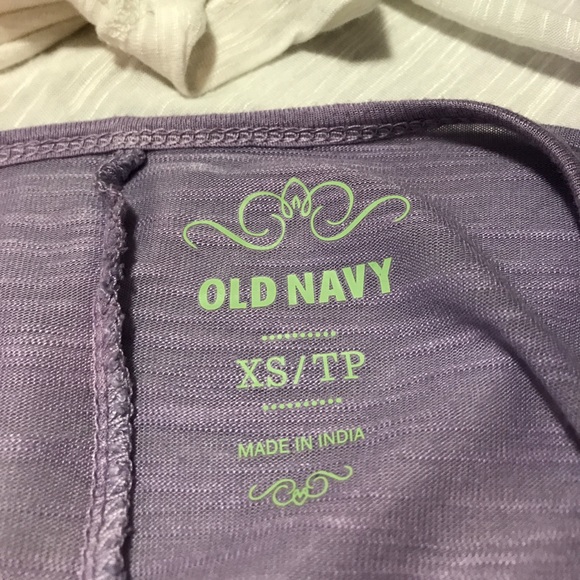 OLD NAVY
XS/TP
MADE IN INDIA